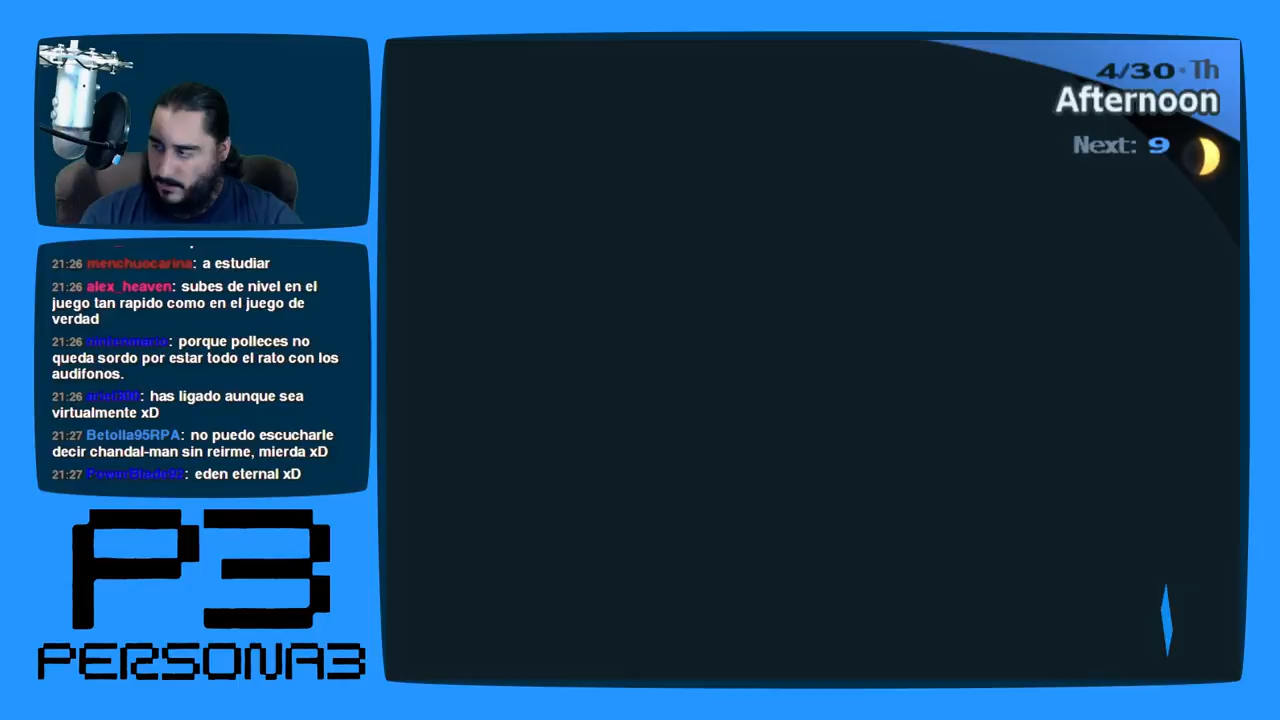 4/30·Th
Afternoon
Next: 9
21:26 menchuocarina: a estudiar
21:26 alex_heaven: subes de nivel en el
juego tan rapido como en el juego de
verdad
21:26 : porque polleces no
queda sordo por estar todo el rato con los
audifonos.
21:26 : has ligado aunque sea
virtualmente xD
21:27 Betolla95RPA: no puedo escucharle
decir chandal-man sin reirme, mierda xD
21:27 : eden eternal xD
P3
PERSONA3